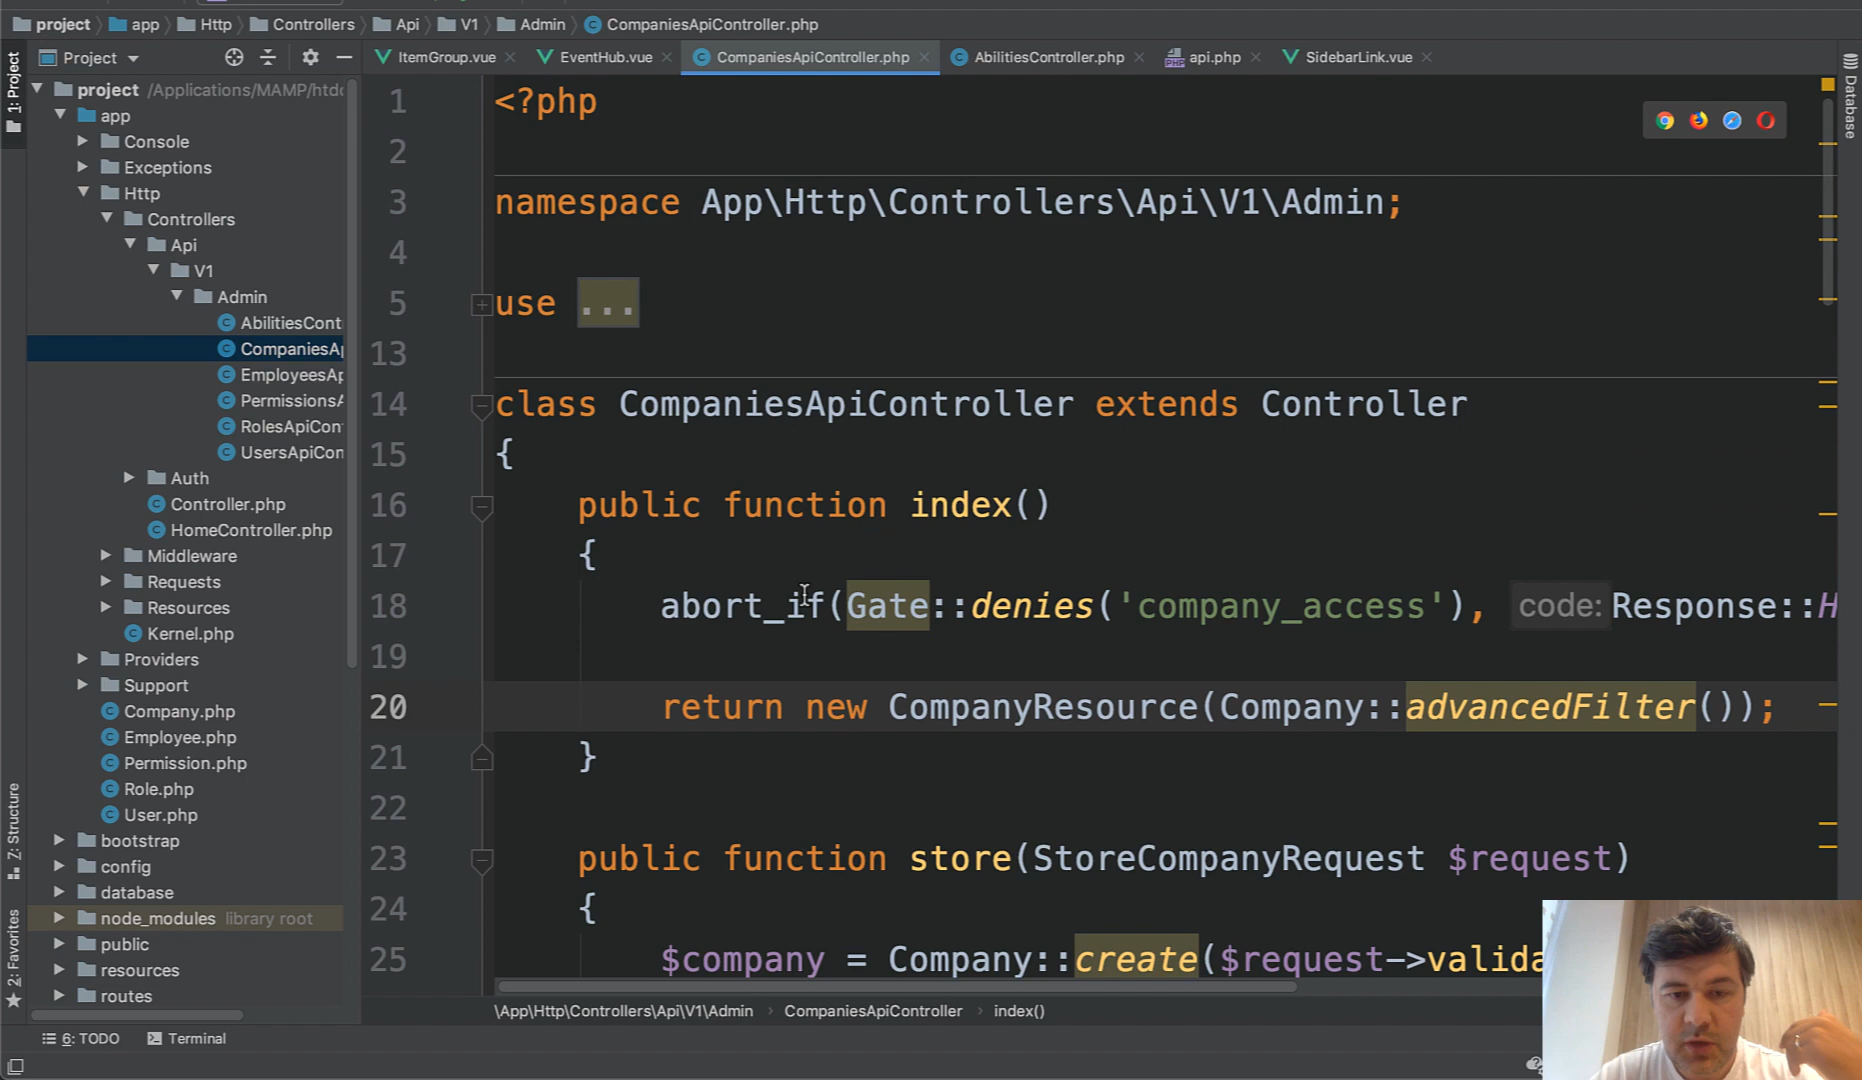 project app Http Controllers Api V1 Admin CompaniesApiController.php
Project
ItemGroup.vue EventHub.vue CompaniesApiController.php AbilitiesController.php api.php SidebarLink.vue
1: Project
project /Applications/MAMP/htdo
app
Console
Exceptions
Http
Controllers
Api
V1
Admin
AbilitiesCont
CompaniesAp
EmployeesAp
PermissionsA
RolesApiCon
UsersApiCon
Auth
Controller.php
HomeController.php
Middleware
Requests
Resources
Kernel.php
Providers
Support
Company.php
Employee.php
Permission.php
Role.php
User.php
bootstrap
config
database
node_modules library root
public
resources
routes
Z: Structure
2: Favorites
1 <?php
2
3 namespace App\Http\Controllers\Api\V1\Admin;
4
5 use ...
13
14 class CompaniesApiController extends Controller
15 {
16 public function index()
17 {
18 abort_if(Gate::denies('company_access'), code: Response::H
19
20 return new CompanyResource(Company::advancedFilter());
21 }
22
23 public function store(StoreCompanyRequest $request)
24 {
25 $company = Company::create($request->valida
Database
\App\Http\Controllers\Api\V1\Admin › CompaniesApiController › index()
6: TODO Terminal